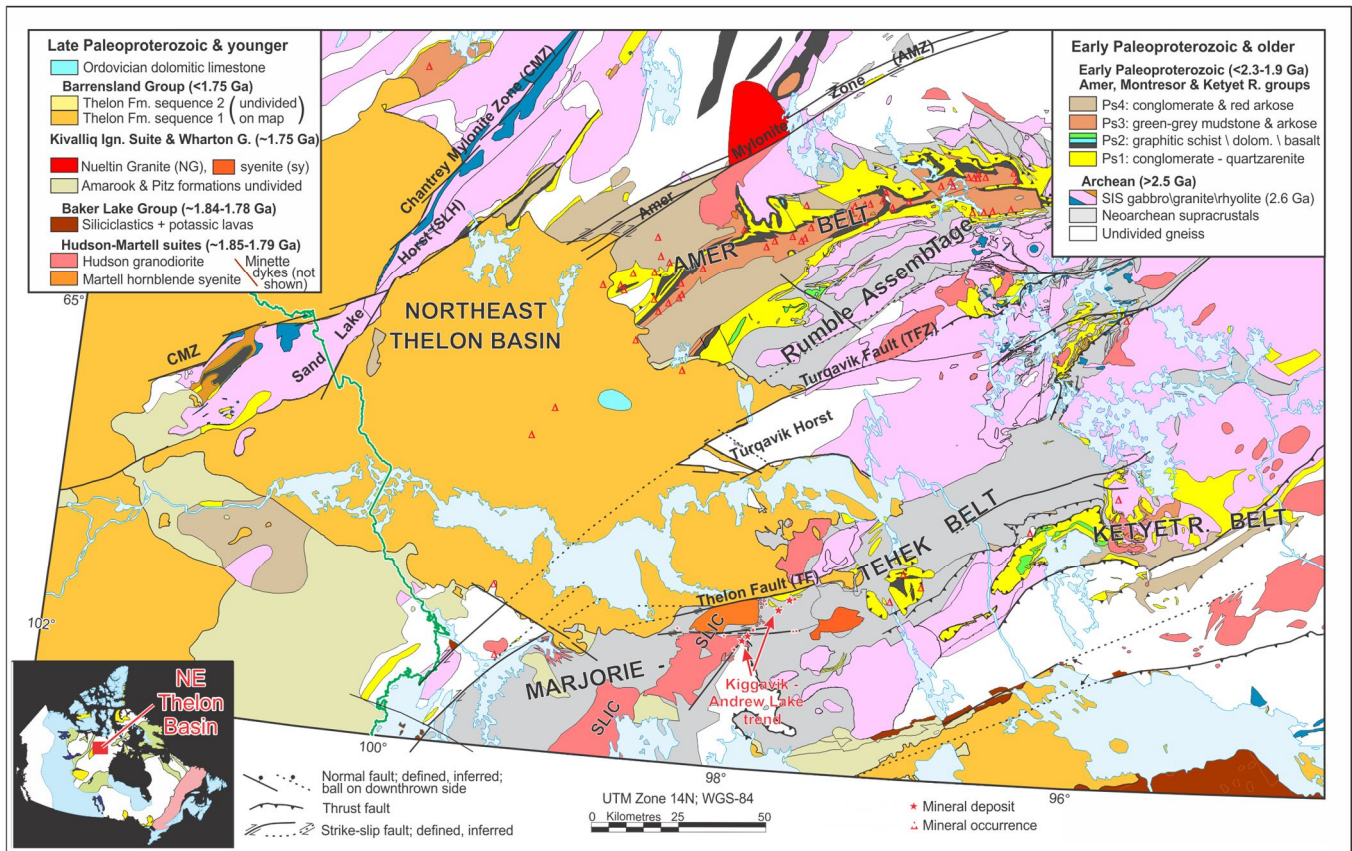 Late Paleoproterozoic & younger
Ordovician dolomitic limestone
Barrensland Group (<1.75 Ga)
Thelon Fm. sequence 2 ( undivided
Thelon Fm. sequence 1 on map )
Kivalliq Ign. Suite & Wharton G. (~1.75 Ga)
Nueltin Granite (NG), syenite (sy)
Amarook & Pitz formations undivided
Baker Lake Group (~1.84-1.78 Ga)
Siliciclastics + potassic lavas
Hudson-Martell suites (~1.85-1.79 Ga)
Hudson granodiorite
Martell hornblende syenite
Minette
dykes (not
shown)
Early Paleoproterozoic & older
Early Paleoproterozoic (<2.3-1.9 Ga)
Amer, Montresor & Ketyet R. groups
Ps4: conglomerate & red arkose
Ps3: green-grey mudstone & arkose
Ps2: graphitic schist \ dolom. \ basalt
Ps1: conglomerate - quartzarenite
Archean (>2.5 Ga)
SIS gabbro\granite\rhyolite (2.6 Ga)
Neoarchean supracrustals
Undivided gneiss
Chantrey Mylonite Zone (CMZ)
Amer Mylonite Zone (AMZ)
Sand Lake Horst (SLH)
CMZ
65°
AMER BELT
Rumble Assemblage
NORTHEAST
THELON BASIN
Turqavik Fault (TFZ)
Turqavik Horst
Thelon Fault (TF)
MARJORIE - TEHEK BELT
KETYET R. BELT
SLIC
SLIC
Kiggavik -
Andrew Lake
trend
102°
100°
98°
96°
NE
Thelon
Basin
Normal fault; defined, inferred;
ball on downthrown side
Thrust fault
Strike-slip fault; defined, inferred
UTM Zone 14N; WGS-84
0 Kilometres 25 50
Mineral deposit
Mineral occurrence